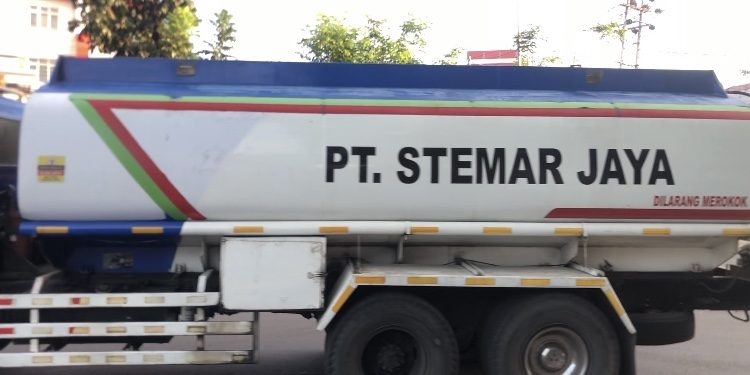 PT. STEMAR JAYA
DILARANG MEROKOK